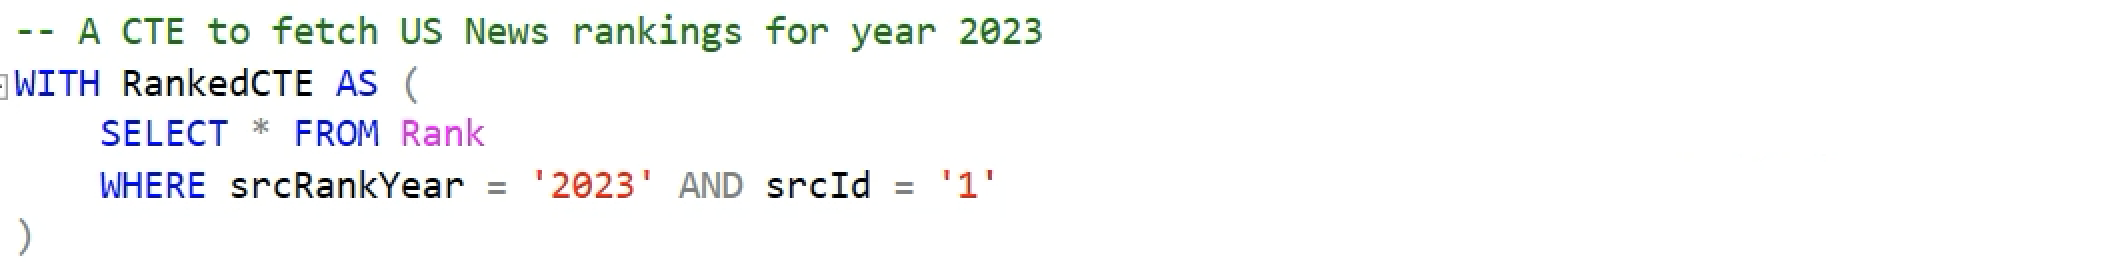 -- A CTE to fetch US News rankings for year 2023
WITH RankedCTE AS (
    SELECT * FROM Rank
    WHERE srcRankYear = '2023' AND srcId = '1'
)